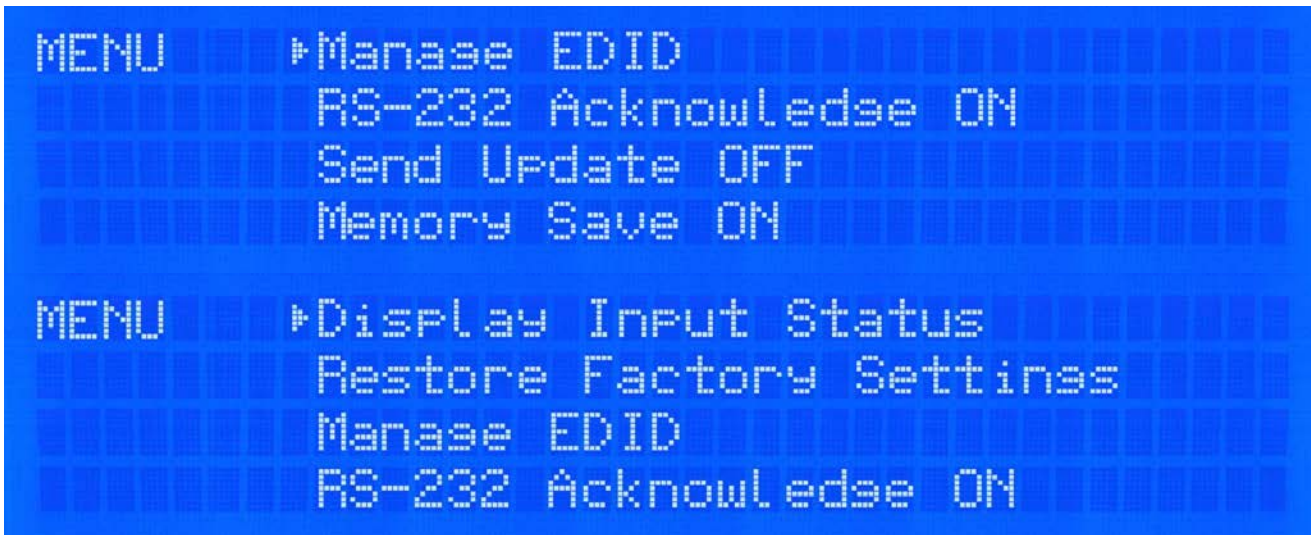 MENU ▸Manage EDID
RS-232 Acknowledge ON
Send Update OFF
Memory Save ON
MENU ▸Display Input Status
Restore Factory Settings
Manage EDID
RS-232 Acknowledge ON